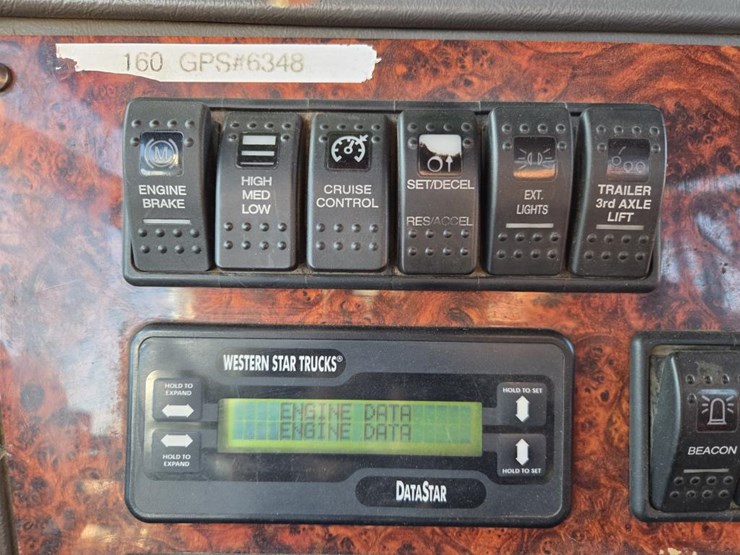 160 GPS#6348
ENGINE
BRAKE
HIGH
MED
LOW
CRUISE
CONTROL
SET/DECEL
RES/ACCEL
EXT.
LIGHTS
TRAILER
3rd AXLE
LIFT
WESTERN STAR TRUCKS®
HOLD TO
EXPAND
HOLD TO
EXPAND
ENGINE DATA
ENGINE DATA
HOLD TO SET
HOLD TO SET
DATASTAR
BEACON